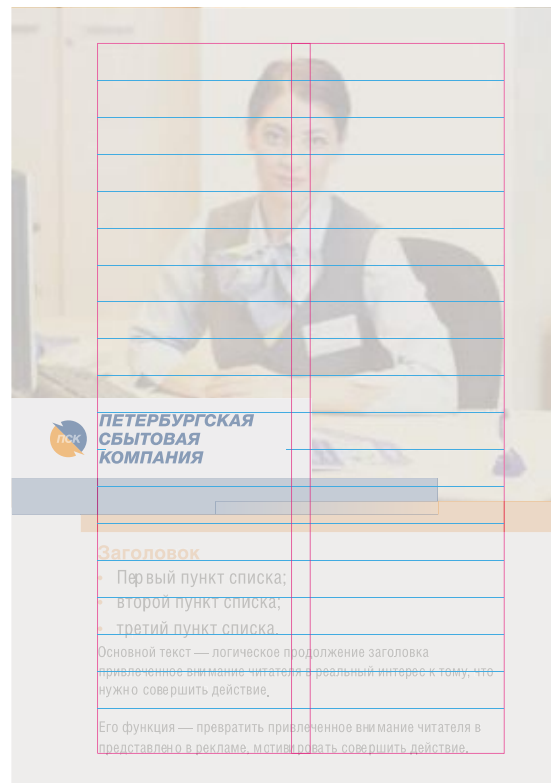 ПЕТЕРБУРГСКАЯ
СБЫТОВАЯ
КОМПАНИЯ
ПСК
Заголовок
• Первый пункт списка;
• второй пункт списка;
• третий пункт списка.
Основной текст — логическое продолжение заголовка
привлеченное внимание читателя в реальный интерес к тому, что
нужно совершить действие.
Его функция — превратить привлеченное внимание читателя в
представлено в рекламе, мотивировать совершить действие.